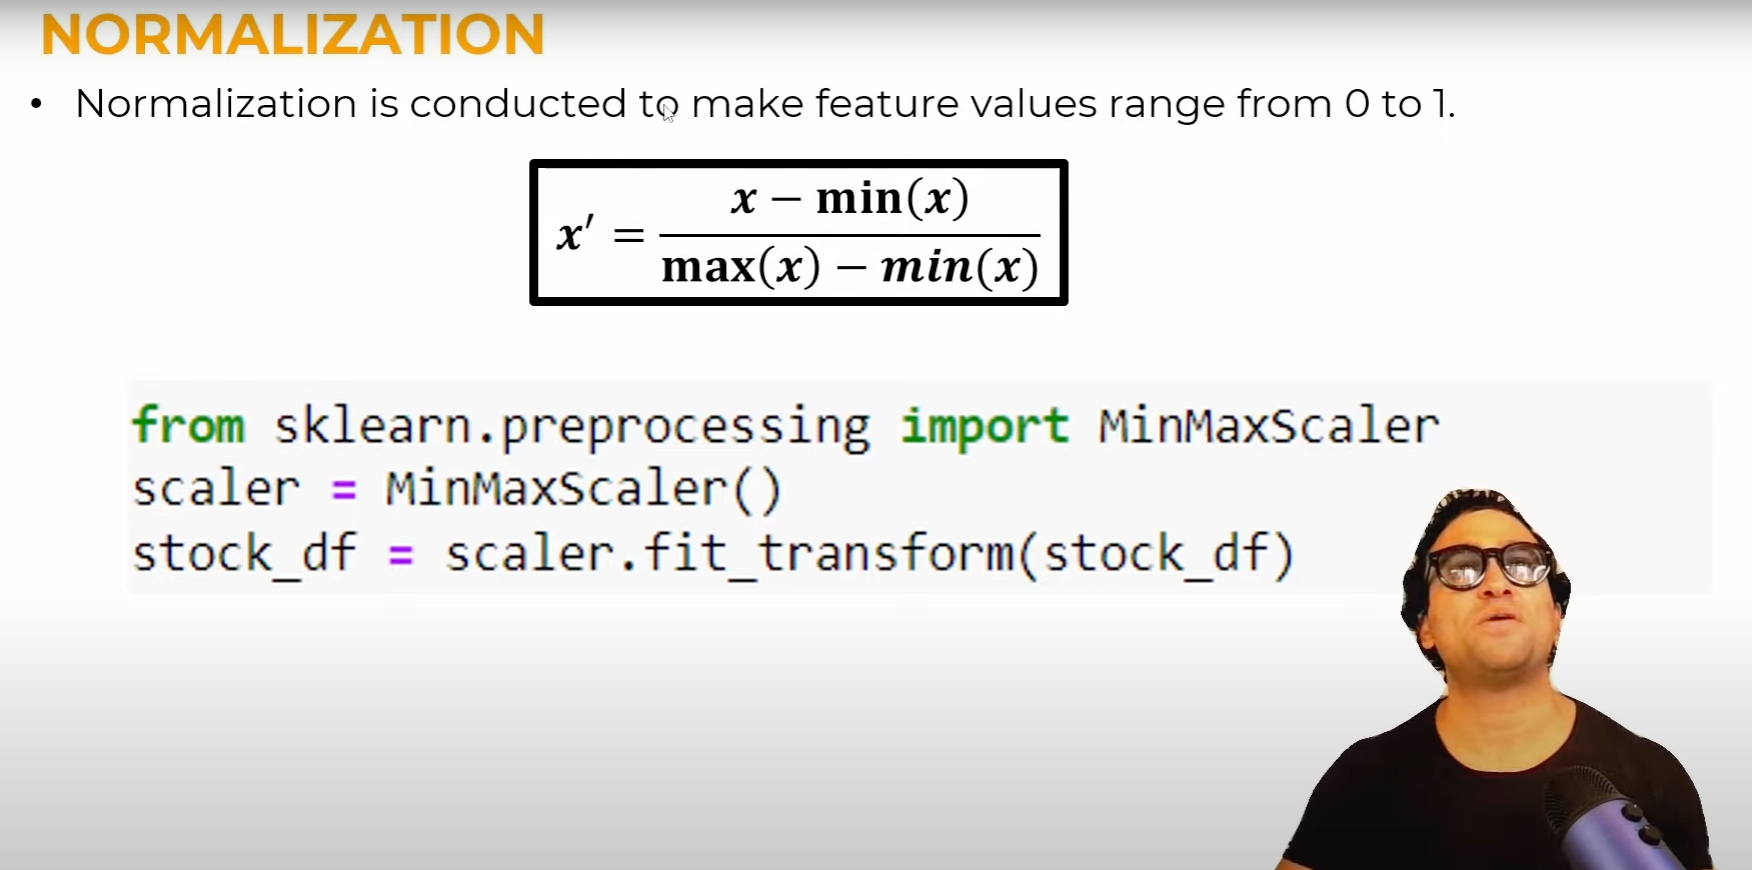 NORMALIZATION
• Normalization is conducted to make feature values range from 0 to 1.
x′ = (x − min(x)) / (max(x) − min(x))
from sklearn.preprocessing import MinMaxScaler
scaler = MinMaxScaler()
stock_df = scaler.fit_transform(stock_df)